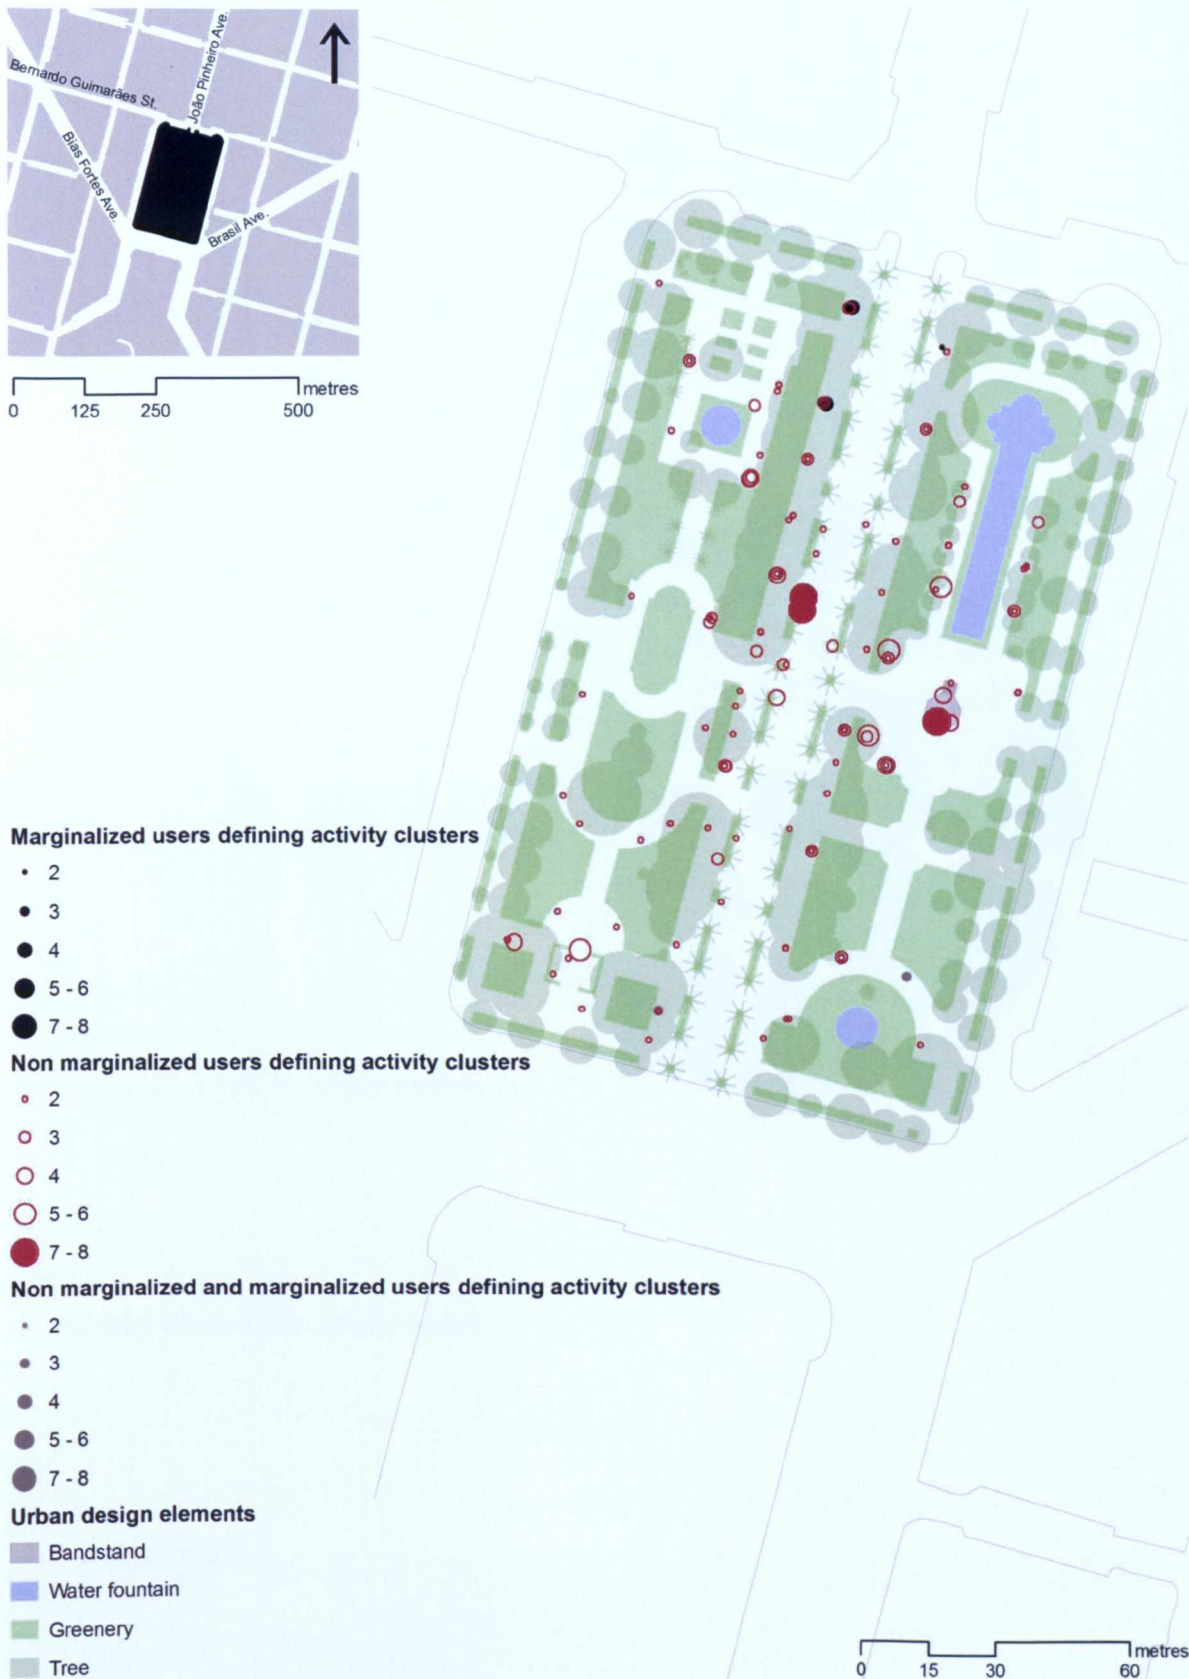 João Pinheiro Ave.
Bernardo Guimarães St.
Bias Fortes Ave.
Brasil Ave.
metres
0 125 250 500
Marginalized users defining activity clusters
2
3
4
5 - 6
7 - 8
Non marginalized users defining activity clusters
2
3
4
5 - 6
7 - 8
Non marginalized and marginalized users defining activity clusters
2
3
4
5 - 6
7 - 8
Urban design elements
Bandstand
Water fountain
Greenery
Tree
metres
0 15 30 60